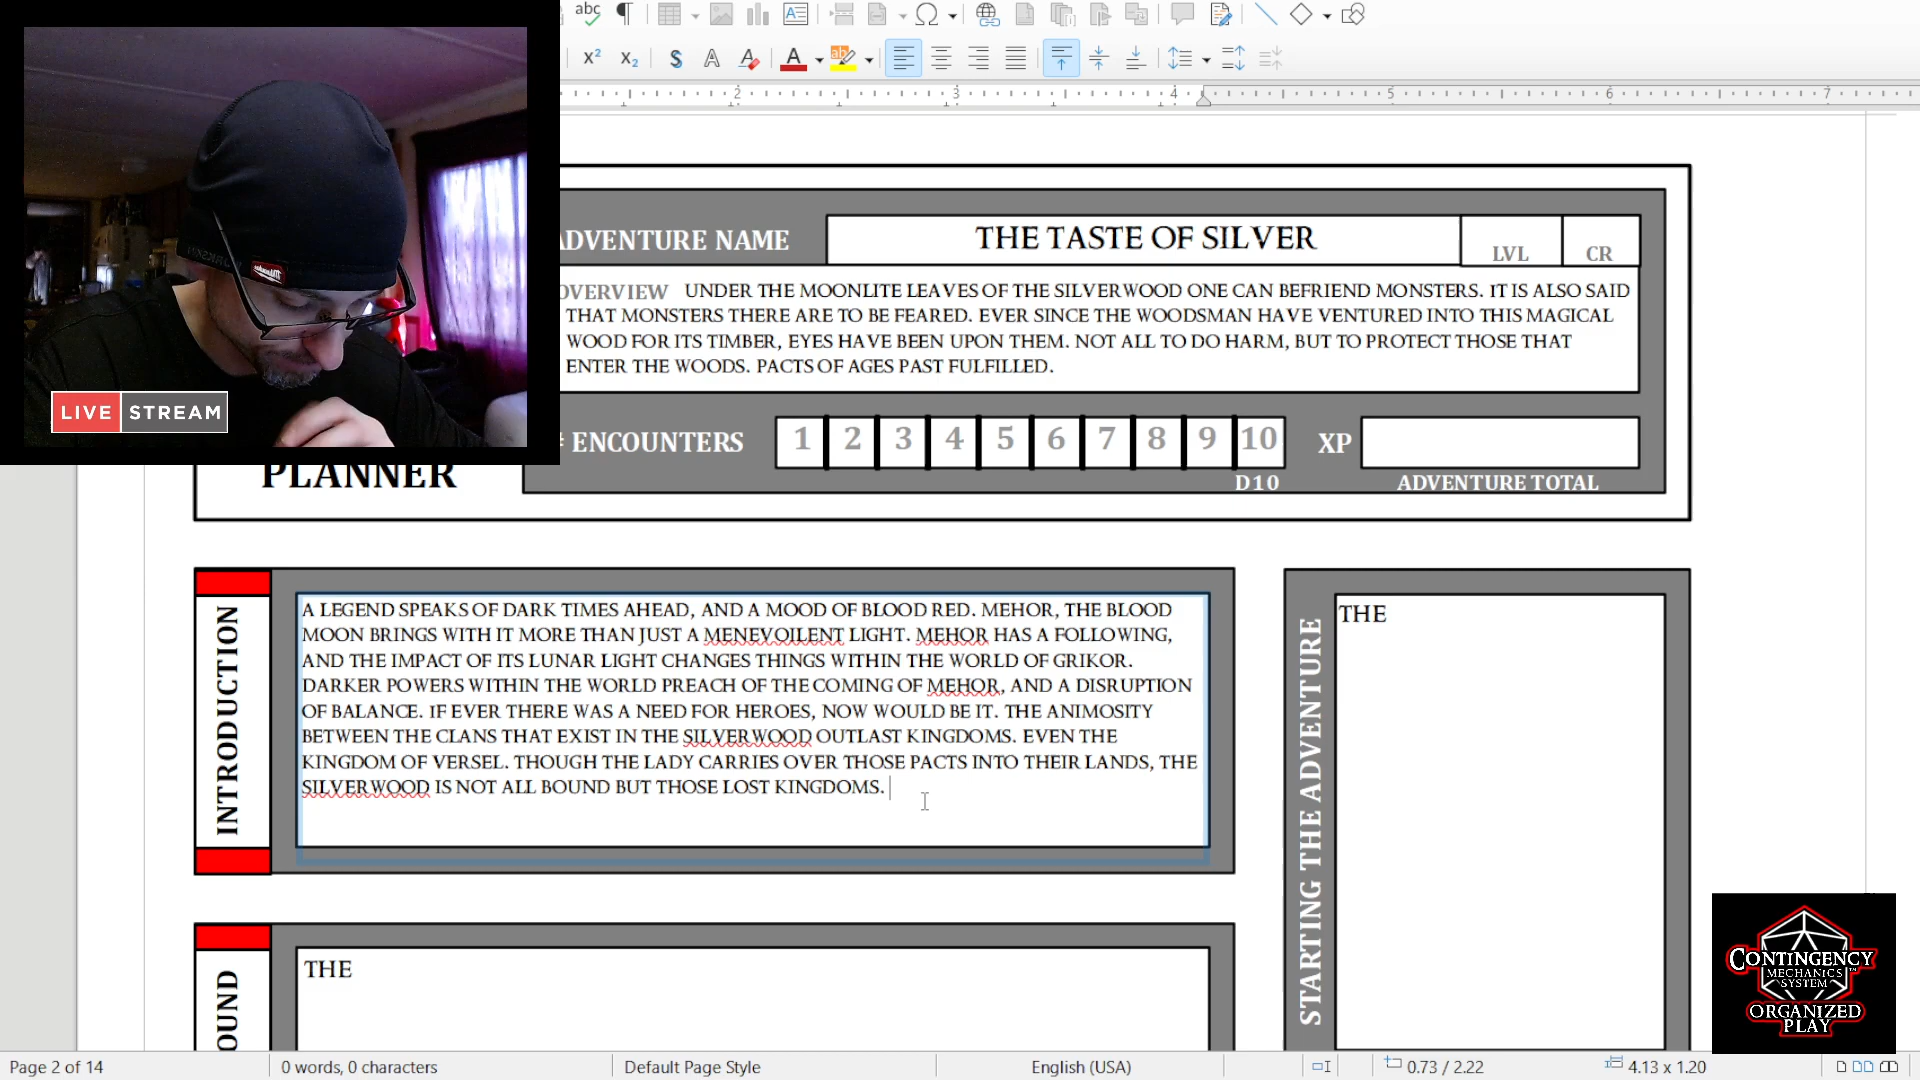 abc
2 3 4 5 6 7
ADVENTURE NAME
THE TASTE OF SILVER
LVL
CR
OVERVIEW UNDER THE MOONLITE LEAVES OF THE SILVERWOOD ONE CAN BEFRIEND MONSTERS. IT IS ALSO SAID
THAT MONSTERS THERE ARE TO BE FEARED. EVER SINCE THE WOODSMAN HAVE VENTURED INTO THIS MAGICAL
WOOD FOR ITS TIMBER, EYES HAVE BEEN UPON THEM. NOT ALL TO DO HARM, BUT TO PROTECT THOSE THAT
ENTER THE WOODS. PACTS OF AGES PAST FULFILLED.
LIVE STREAM
# ENCOUNTERS
1 2 3 4 5 6 7 8 9 10
XP
PLANNER
D10
ADVENTURE TOTAL
INTRODUCTION
A LEGEND SPEAKS OF DARK TIMES AHEAD, AND A MOOD OF BLOOD RED. MEHOR, THE BLOOD
MOON BRINGS WITH IT MORE THAN JUST A MENEVOILENT LIGHT. MEHOR HAS A FOLLOWING,
AND THE IMPACT OF ITS LUNAR LIGHT CHANGES THINGS WITHIN THE WORLD OF GRIKOR.
DARKER POWERS WITHIN THE WORLD PREACH OF THE COMING OF MEHOR, AND A DISRUPTION
OF BALANCE. IF EVER THERE WAS A NEED FOR HEROES, NOW WOULD BE IT. THE ANIMOSITY
BETWEEN THE CLANS THAT EXIST IN THE SILVERWOOD OUTLAST KINGDOMS. EVEN THE
KINGDOM OF VERSEL. THOUGH THE LADY CARRIES OVER THOSE PACTS INTO THEIR LANDS, THE
SILVERWOOD IS NOT ALL BOUND BUT THOSE LOST KINGDOMS.
STARTING THE ADVENTURE
THE
OUND
THE
CONTINGENCY
MECHANICS
SYSTEM
ORGANIZED
PLAY
Page 2 of 14
0 words, 0 characters
Default Page Style
English (USA)
0.73 / 2.22
4.13 x 1.20